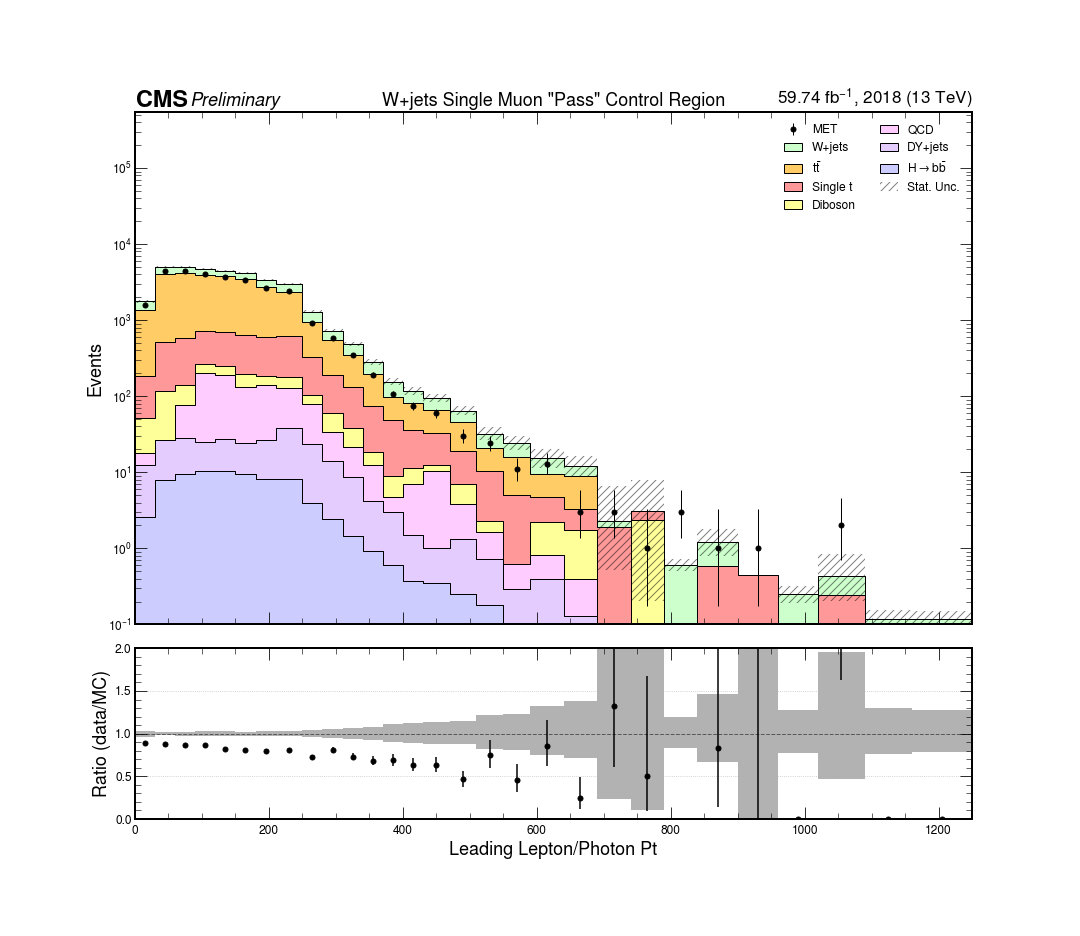 CMS Preliminary W+jets Single Muon "Pass" Control Region 59.74 fb⁻¹, 2018 (13 TeV)
MET
W+jets
tt̄
Single t
Diboson
QCD
DY+jets
H→bb̄
Stat. Unc.
Events
10⁵
10⁴
10³
10²
10¹
10⁰
10⁻¹
Ratio (data/MC)
2.0
1.5
1.0
0.5
0.0
0 200 400 600 800 1000 1200
Leading Lepton/Photon Pt